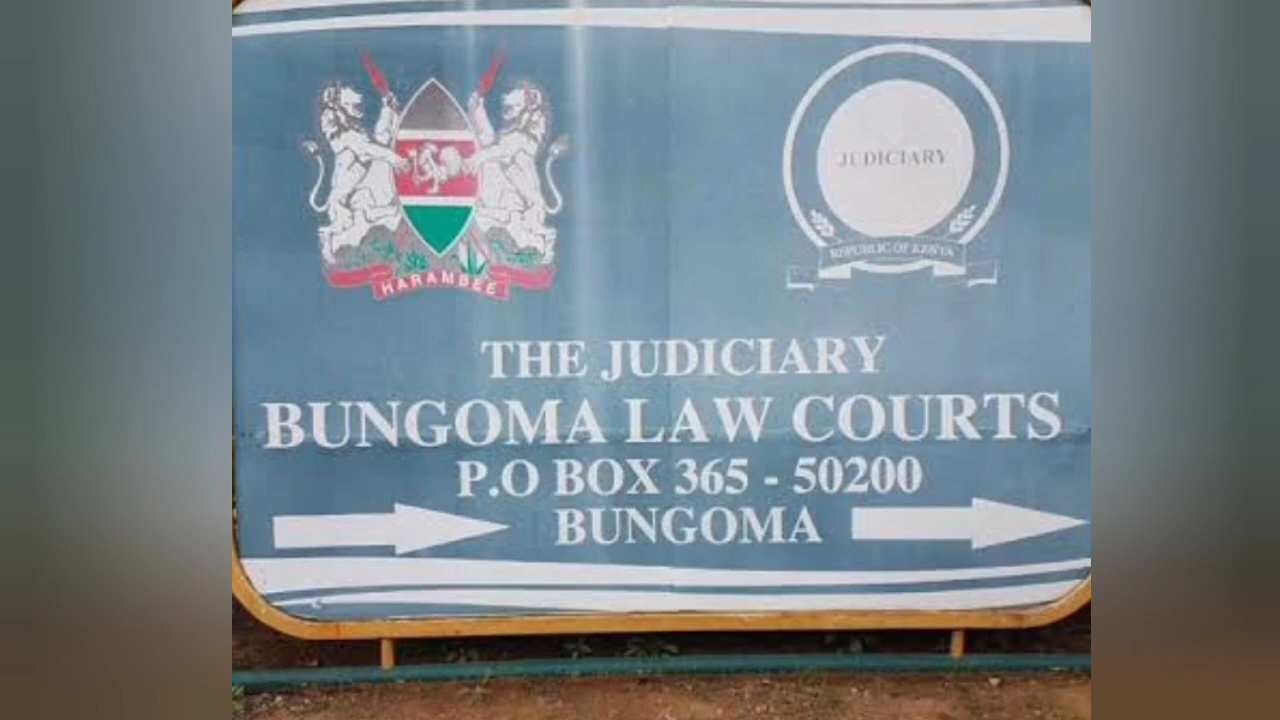 HARAMBEE
JUDICIARY
REPUBLIC OF KENYA
THE JUDICIARY
BUNGOMA LAW COURTS
P.O BOX 365 - 50200
BUNGOMA